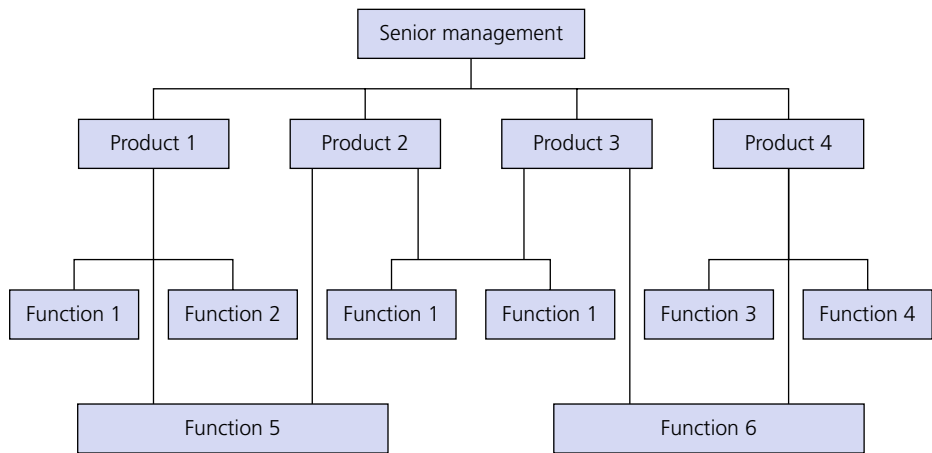 Senior management
Product 1
Product 2
Product 3
Product 4
Function 1
Function 2
Function 1
Function 1
Function 3
Function 4
Function 5
Function 6